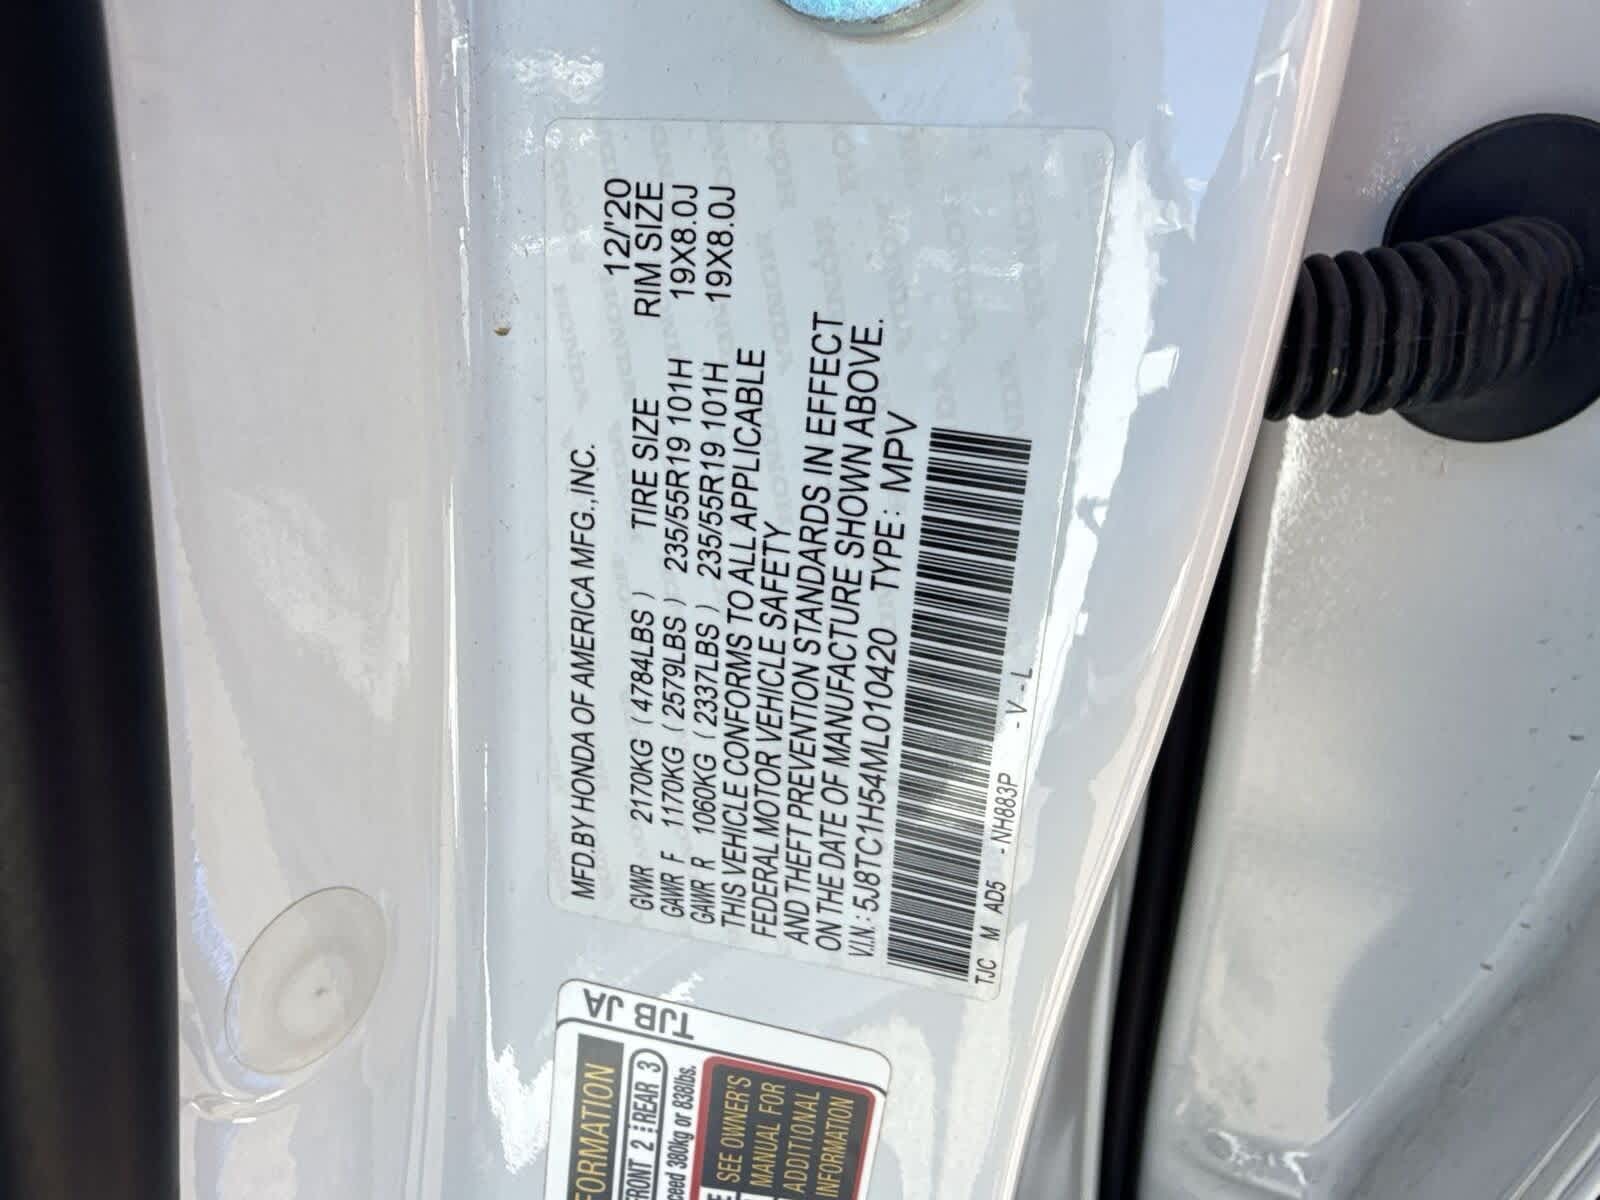 MFD.BY HONDA OF AMERICA MFG.,INC. 12/'20
GVWR 2170KG (4784LBS) TIRE SIZE RIM SIZE
GAWR F 1170KG (2579LBS) 235/55R19 101H 19X8.0J
GAWR R 1060KG (2337LBS) 235/55R19 101H 19X8.0J
THIS VEHICLE CONFORMS TO ALL APPLICABLE
FEDERAL MOTOR VEHICLE SAFETY
AND THEFT PREVENTION STANDARDS IN EFFECT
ON THE DATE OF MANUFACTURE SHOWN ABOVE.
V.I.N.: 5J8TC1H54ML010420 TYPE: MPV
TJC M AD5 -NH883P -V-L
TJB JA
FRONT 2 REAR 3
380kg or 838lbs.
SEE OWNER'S
MANUAL FOR
ADDITIONAL
INFORMATION